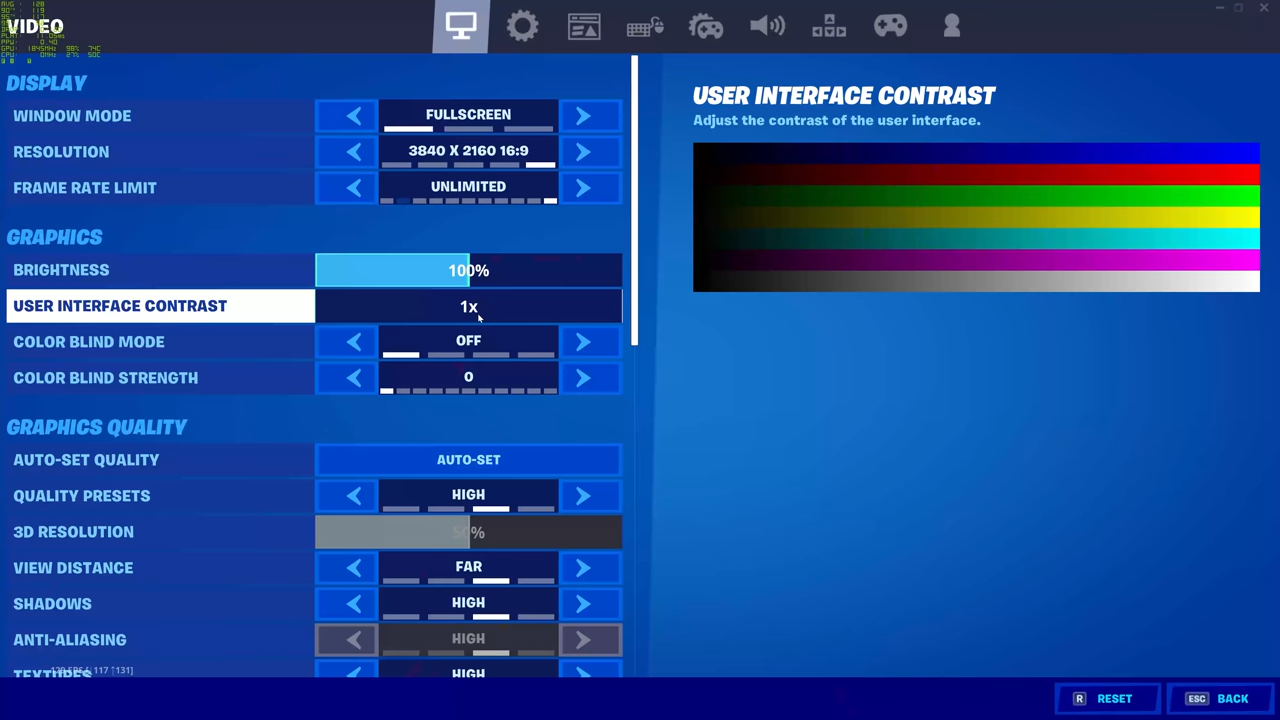 VIDEO
DISPLAY
WINDOW MODE
FULLSCREEN
RESOLUTION
3840 X 2160 16:9
FRAME RATE LIMIT
UNLIMITED
GRAPHICS
BRIGHTNESS
100%
USER INTERFACE CONTRAST
1x
COLOR BLIND MODE
OFF
COLOR BLIND STRENGTH
0
GRAPHICS QUALITY
AUTO-SET QUALITY
AUTO-SET
QUALITY PRESETS
HIGH
3D RESOLUTION
VIEW DISTANCE
FAR
SHADOWS
HIGH
ANTI-ALIASING
HIGH
TEXTURES
HIGH
USER INTERFACE CONTRAST
Adjust the contrast of the user interface.
R RESET
ESC BACK